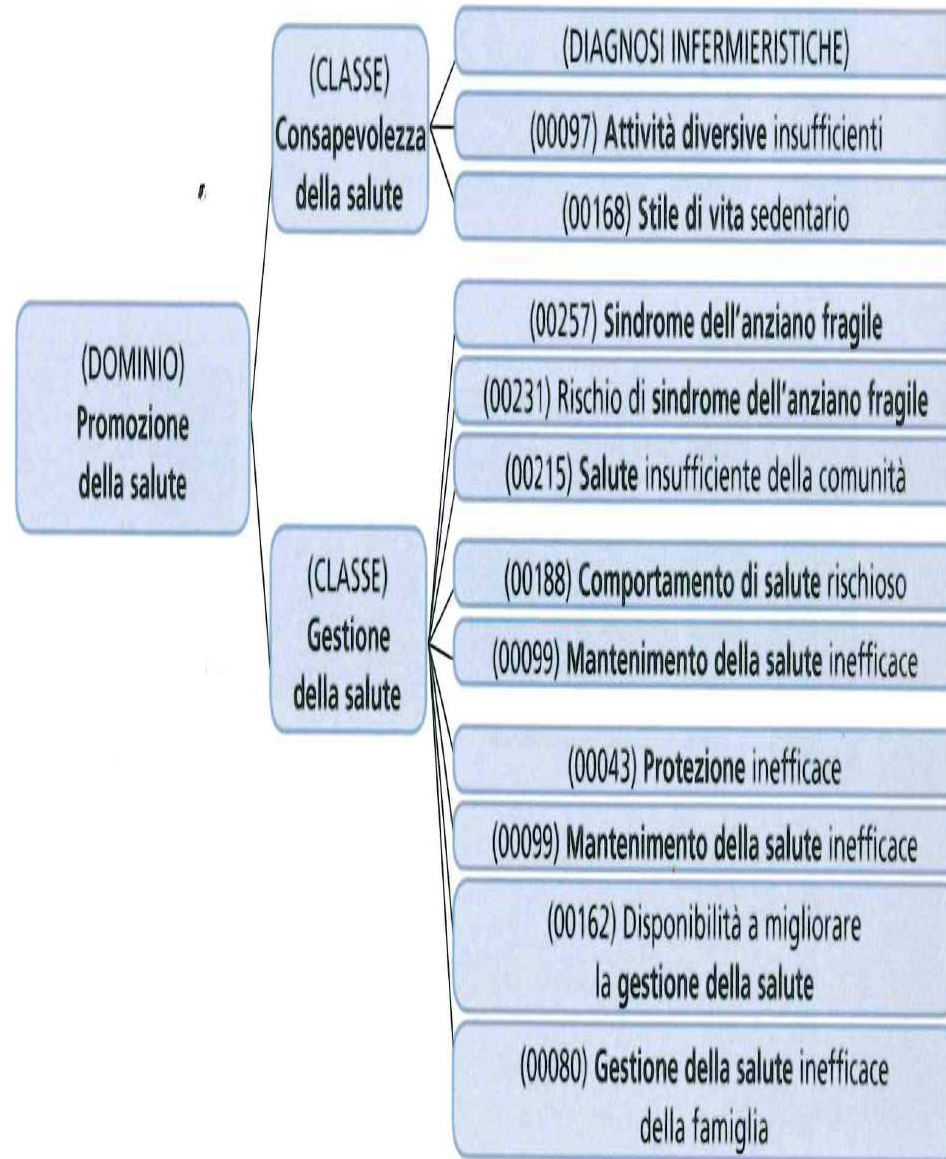 (CLASSE)
Consapevolezza
della salute
(DIAGNOSI INFERMIERISTICHE)
(00097) Attività diversive insufficienti
(00168) Stile di vita sedentario
(DOMINIO)
Promozione
della salute
(CLASSE)
Gestione
della salute
(00257) Sindrome dell'anziano fragile
(00231) Rischio di sindrome dell'anziano fragile
(00215) Salute insufficiente della comunità
(00188) Comportamento di salute rischioso
(00099) Mantenimento della salute inefficace
(00043) Protezione inefficace
(00099) Mantenimento della salute inefficace
(00162) Disponibilità a migliorare
la gestione della salute
(00080) Gestione della salute inefficace
della famiglia